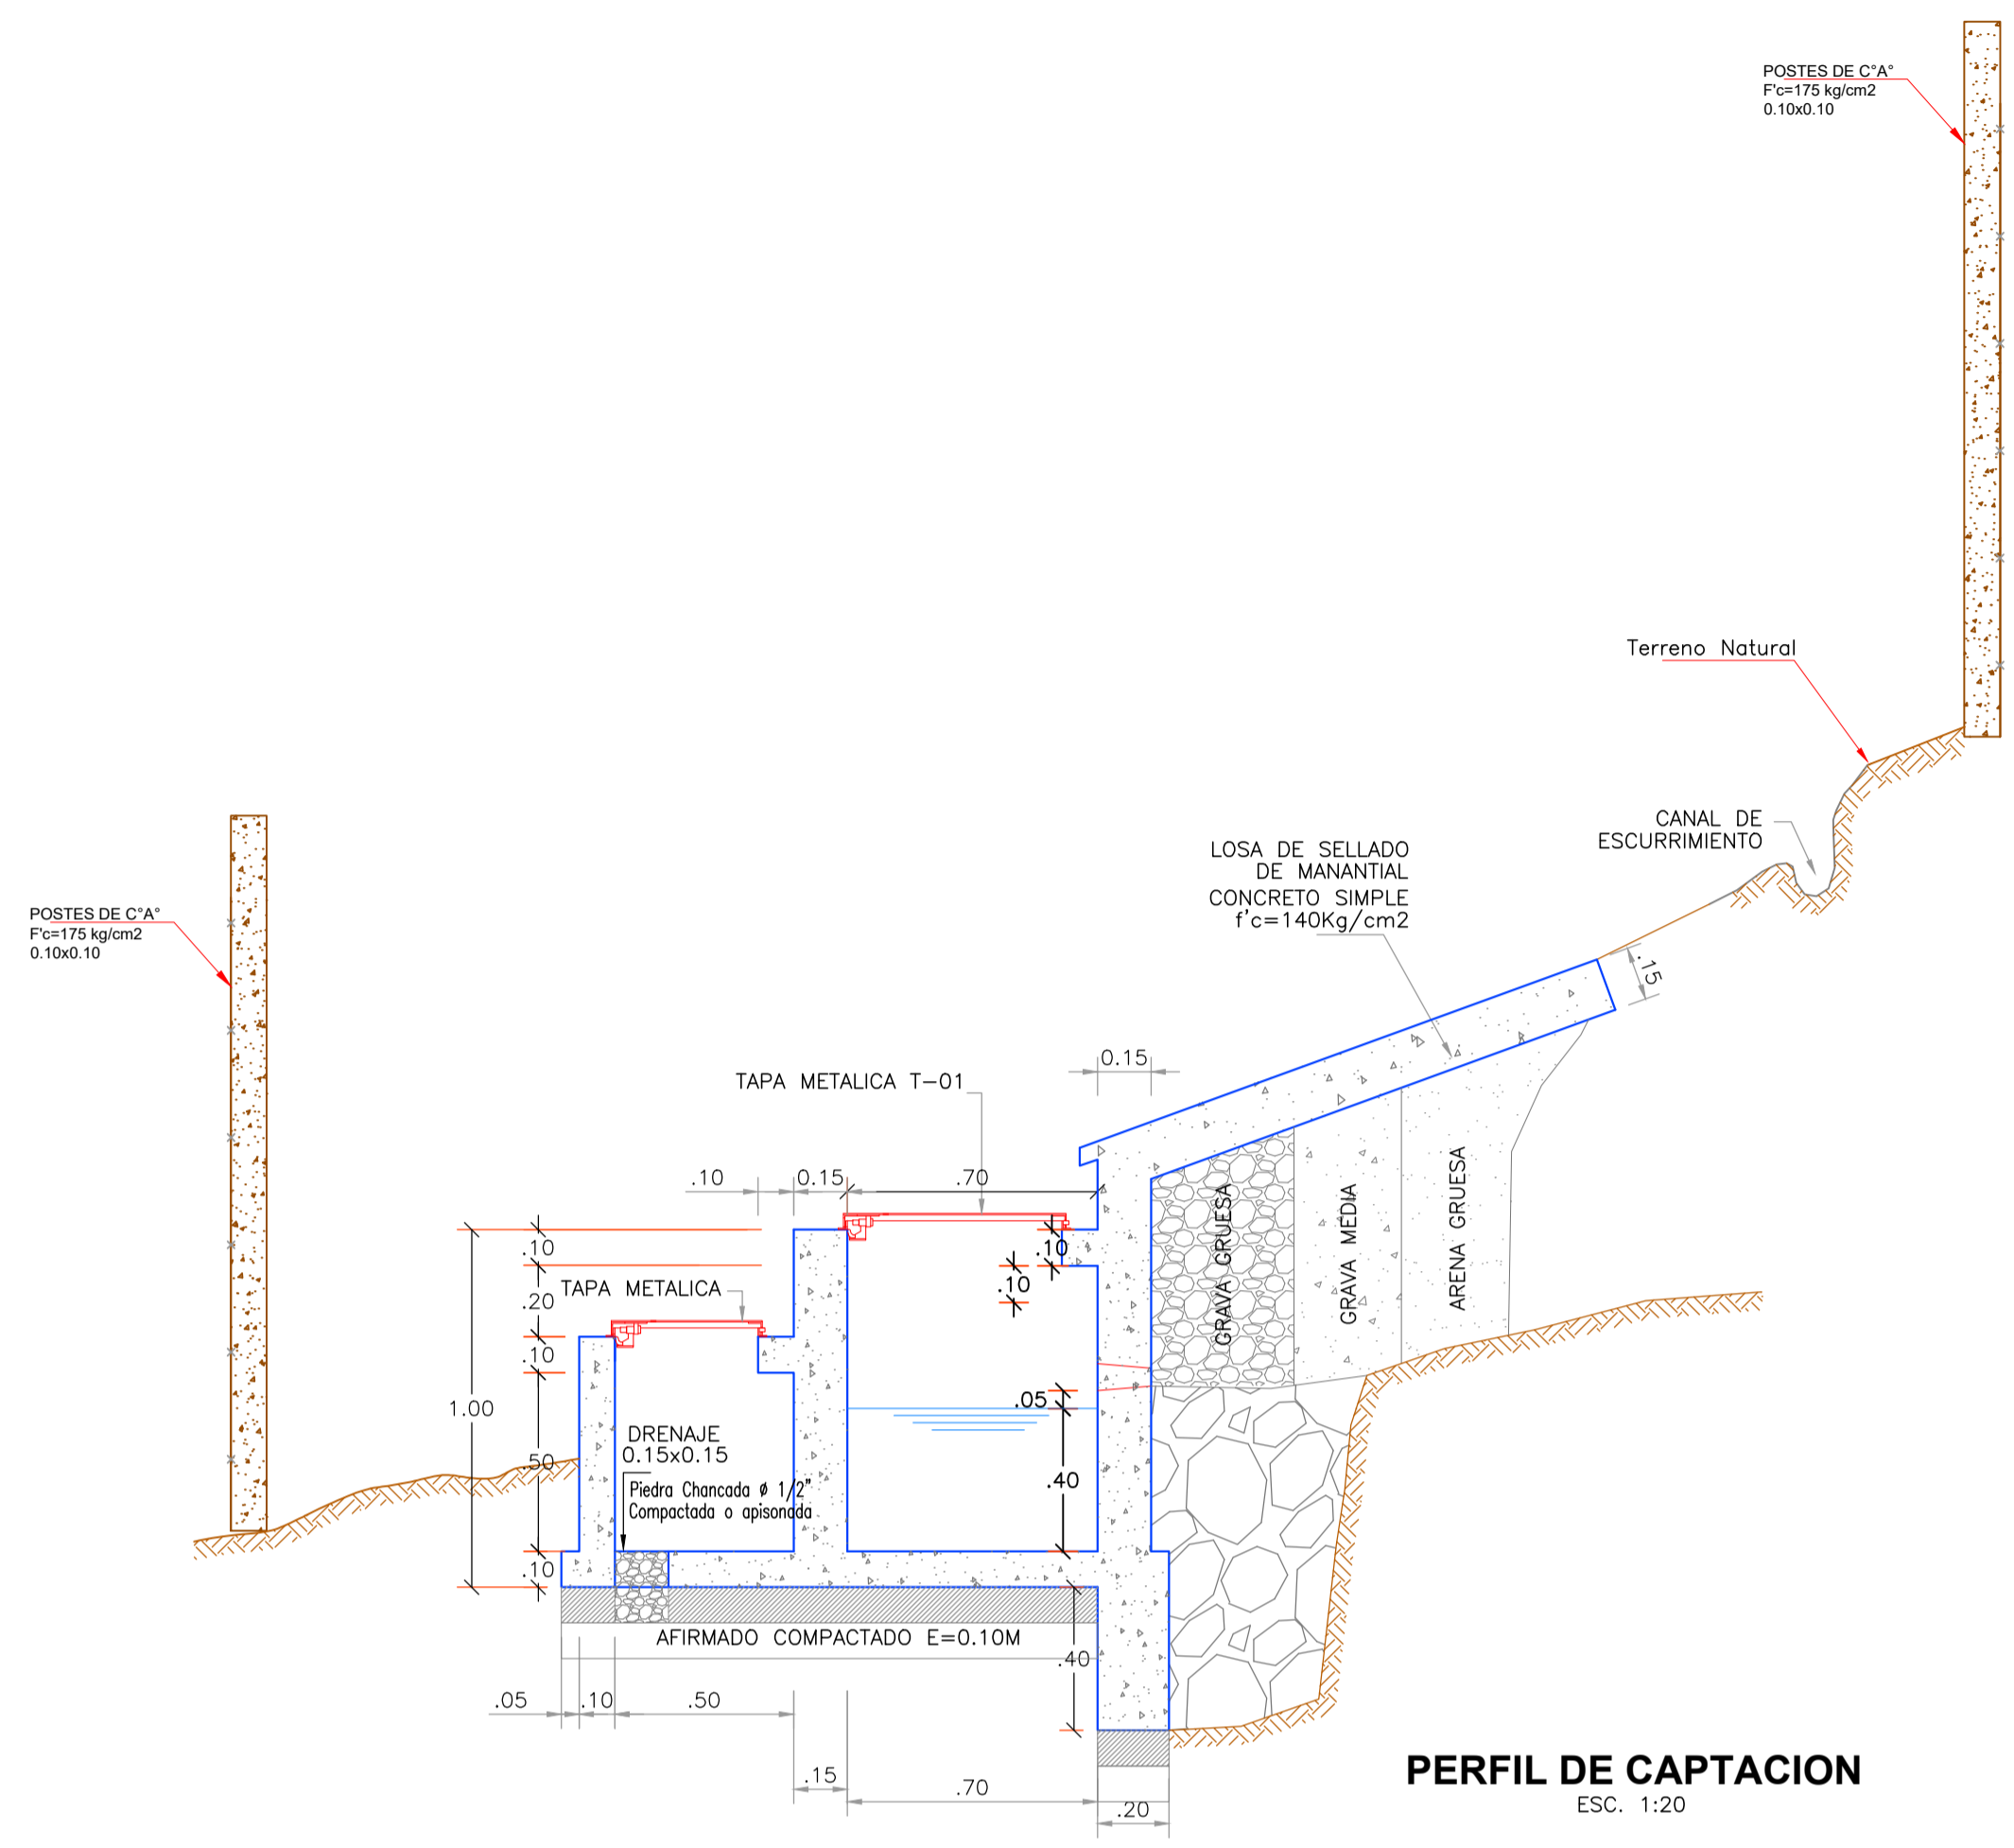 POSTES DE C°A°
F'c=175 kg/cm2
0.10x0.10
Terreno Natural
CANAL DE
ESCURRIMIENTO
LOSA DE SELLADO
DE MANANTIAL
CONCRETO SIMPLE
f'c=140Kg/cm2
POSTES DE C°A°
F'c=175 kg/cm2
0.10x0.10
.15
0.15
TAPA METALICA T-01
.10
0.15
.70
.10
.10
.10
.20
TAPA METALICA
.10
GRAVA GRUESA
GRAVA MEDIA
ARENA GRUESA
1.00
.05
DRENAJE
0.15x0.15
.50
.40
Piedra Chancada Ø 1/2"
Compactada o apisonada
.10
AFIRMADO COMPACTADO E=0.10M
.40
.05
.10
.50
.15
.70
.20
PERFIL DE CAPTACION
ESC. 1:20